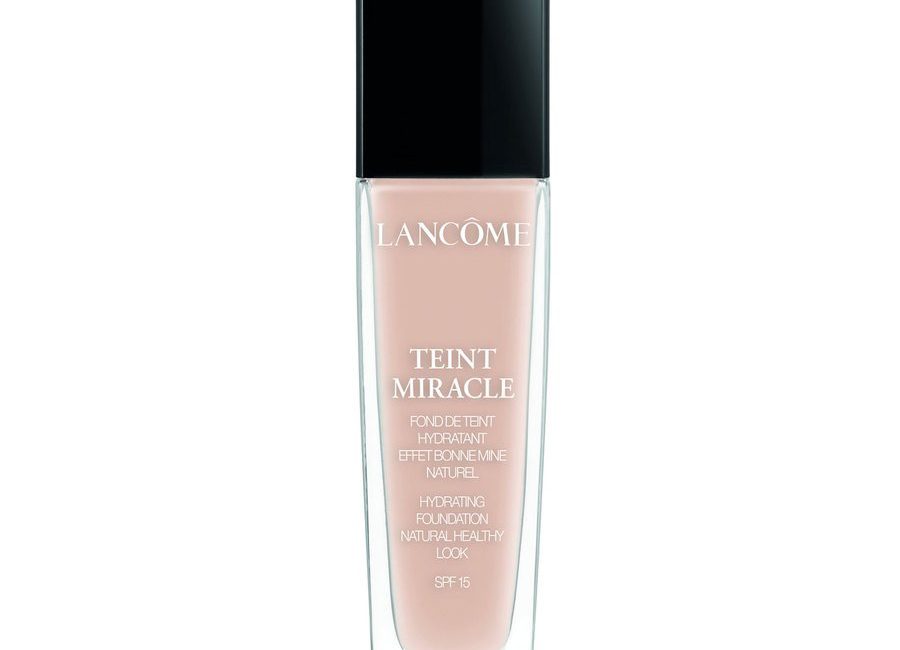 LANCÔME
TEINT
MIRACLE
FOND DE TEINT
HYDRATANT
EFFET BONNE MINE
NATUREL
HYDRATING
FOUNDATION
NATURAL HEALTHY
LOOK
SPF 15